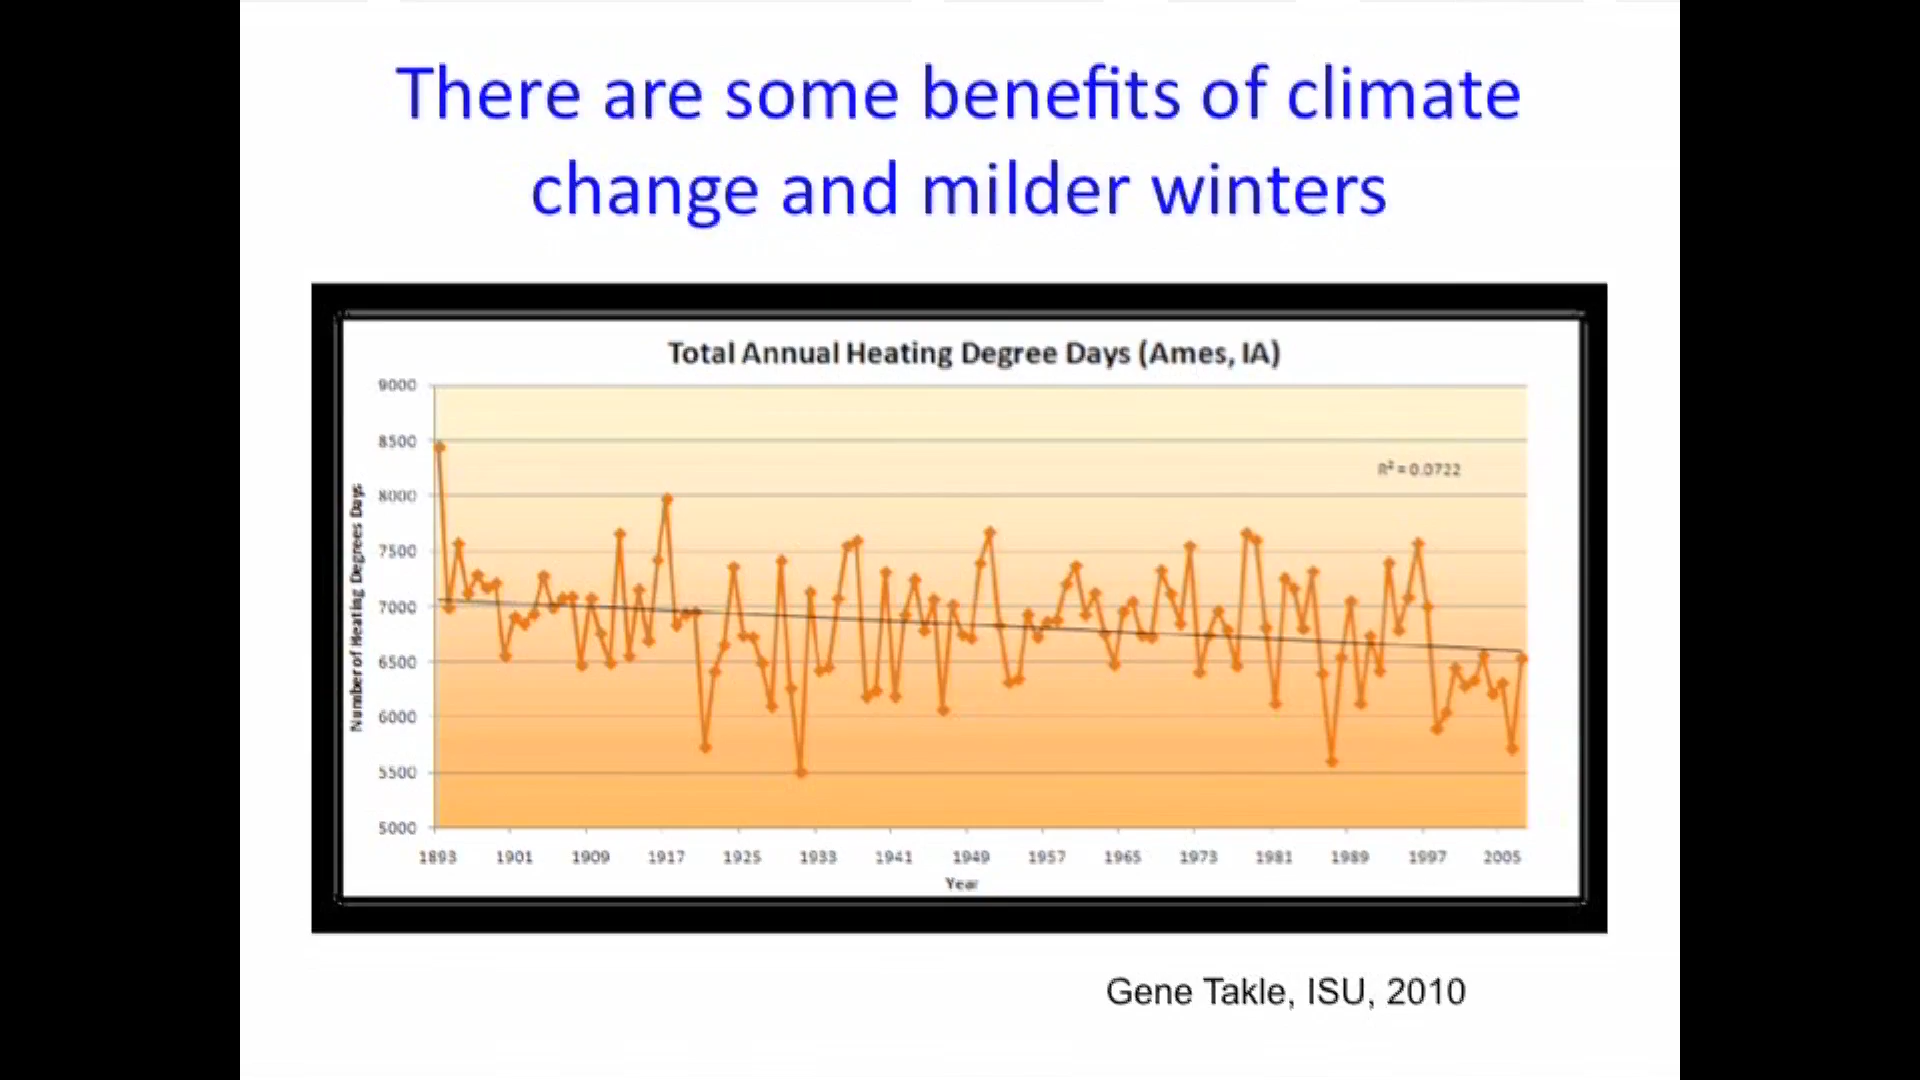 There are some benefits of climate
change and milder winters
Total Annual Heating Degree Days (Ames, IA)
9000
8500
R² = 0.0722
8000
7500
7000
6500
6000
5500
5000
Number of Heating Degrees Days
1893 1901 1909 1917 1925 1933 1941 1949 1957 1965 1973 1981 1989 1997 2005
Year
Gene Takle, ISU, 2010